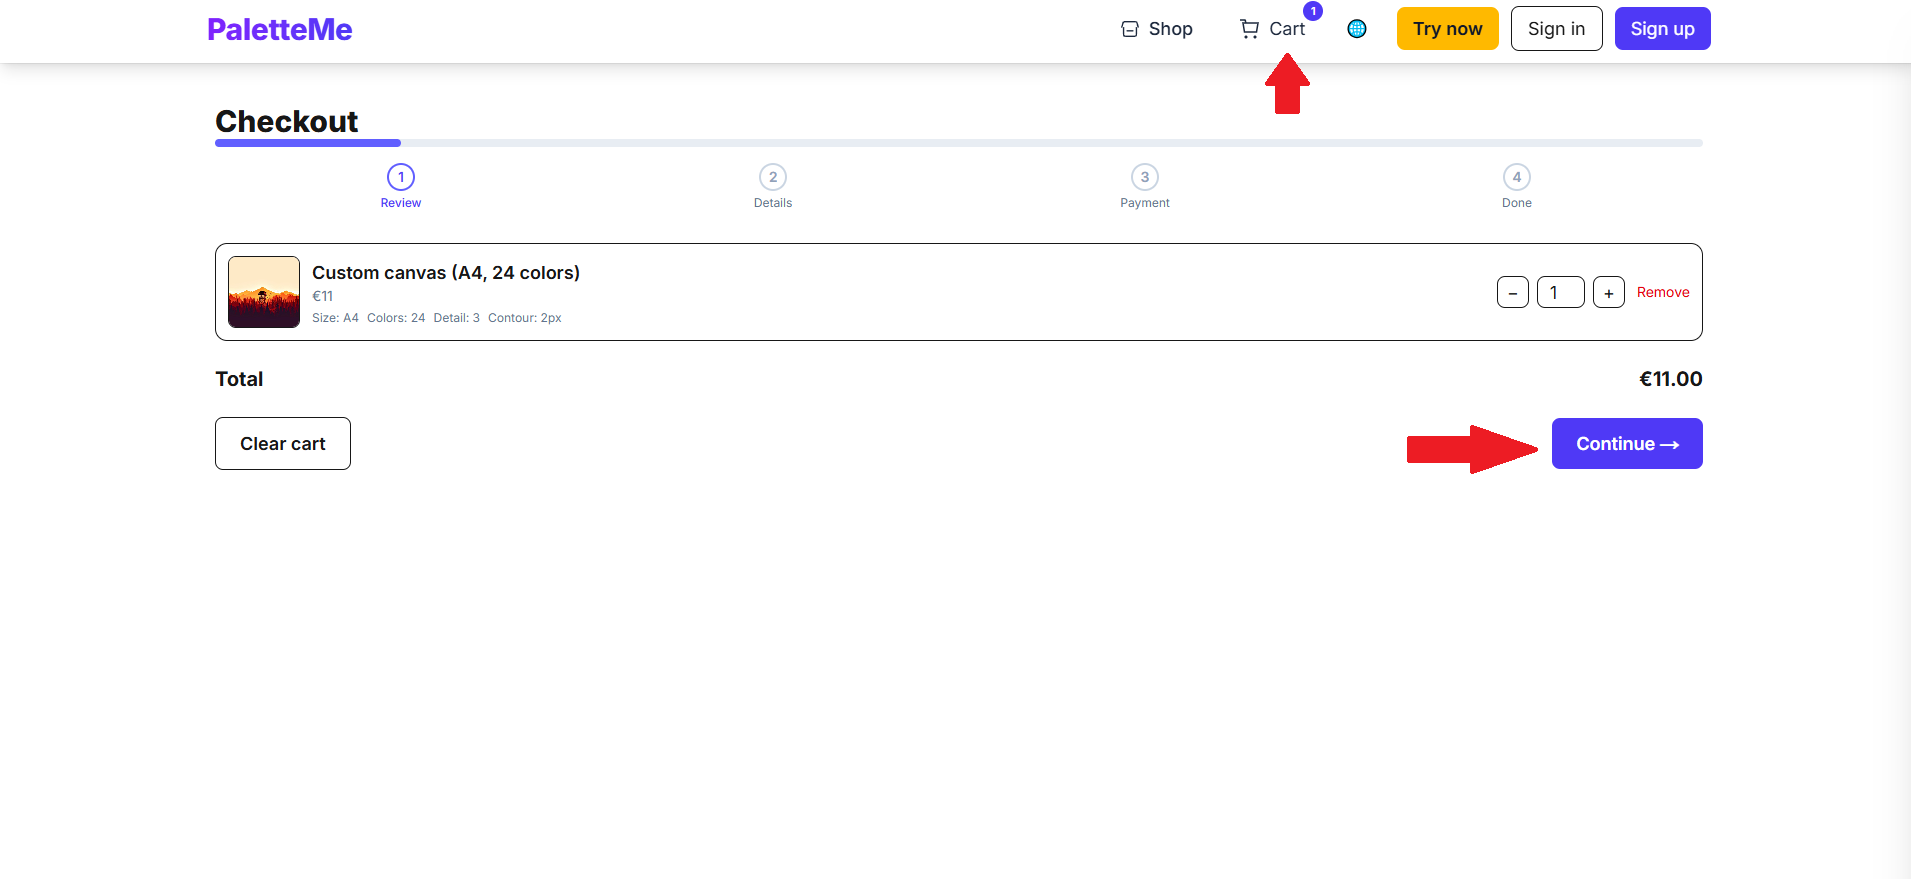 PaletteMe
Shop
Cart
1
Try now
Sign in
Sign up
Checkout
1
Review
2
Details
3
Payment
4
Done
Custom canvas (A4, 24 colors)
€11
Size: A4 Colors: 24 Detail: 3 Contour: 2px
−
1
+
Remove
Total
€11.00
Clear cart
Continue →